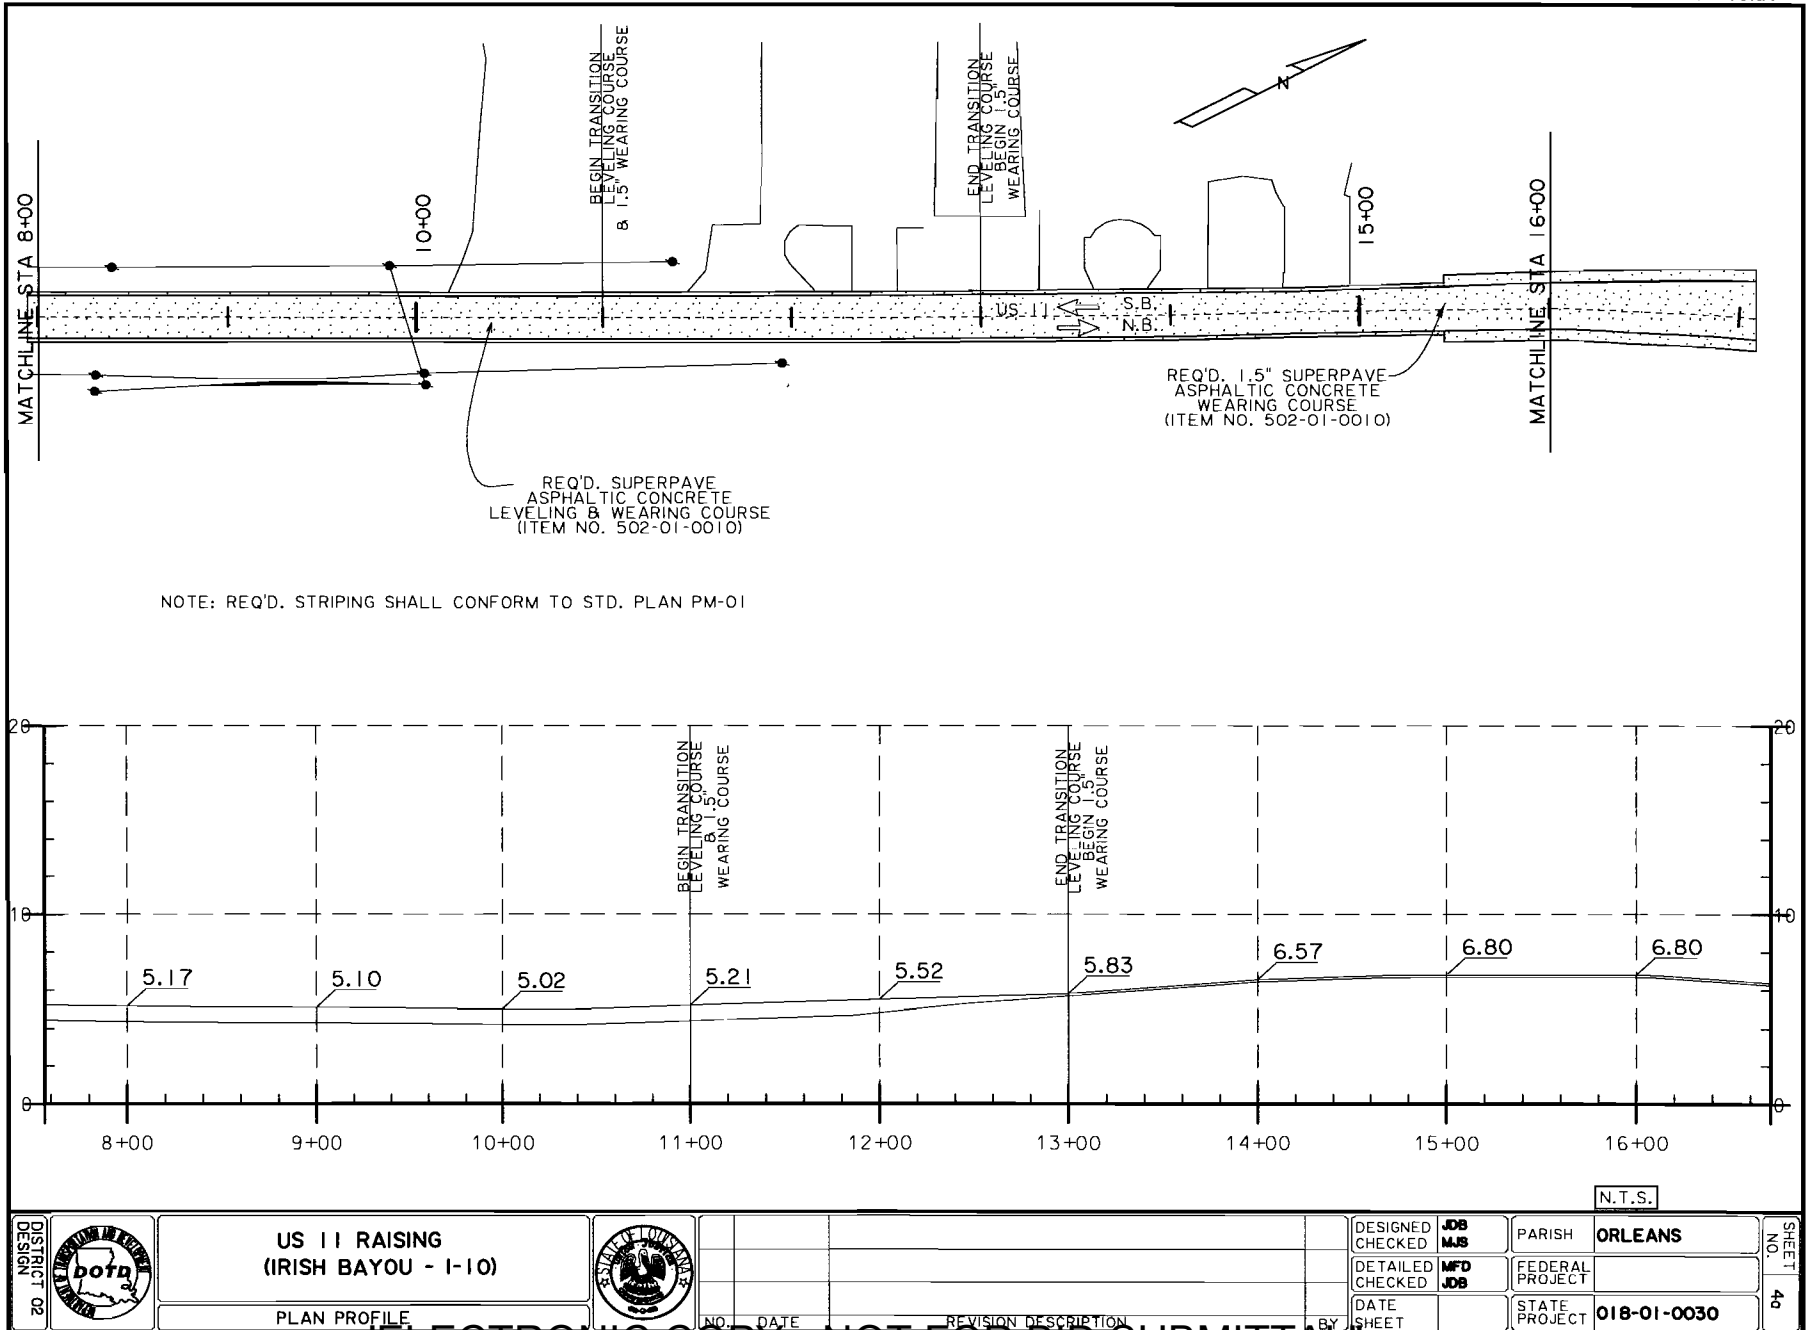 BEGIN TRANSITION
LEVELING COURSE
& 1.5" WEARING COURSE
END TRANSITION
LEVELING COURSE
BEGIN 1.5"
WEARING COURSE
N
MATCHLINE STA 8+00
10+00
15+00
MATCHLINE STA 16+00
US 11
S.B.
N.B.
REQ'D. 1.5" SUPERPAVE
ASPHALTIC CONCRETE
WEARING COURSE
(ITEM NO. 502-01-0010)
REQ'D. SUPERPAVE
ASPHALTIC CONCRETE
LEVELING & WEARING COURSE
(ITEM NO. 502-01-0010)
NOTE: REQ'D. STRIPING SHALL CONFORM TO STD. PLAN PM-01
20
20
BEGIN TRANSITION
LEVELING COURSE
& 1.5"
WEARING COURSE
END TRANSITION
LEVELING COURSE
BEGIN 1.5"
WEARING COURSE
10
10
5.17
5.10
5.02
5.21
5.52
5.83
6.57
6.80
6.80
0
0
8+00
9+00
10+00
11+00
12+00
13+00
14+00
15+00
16+00
N.T.S.
DISTRICT 02
DESIGN
DOTD
US 11 RAISING
(IRISH BAYOU - I-10)
PLAN PROFILE
STATE OF LOUISIANA
NO.
DATE
REVISION DESCRIPTION
BY
DESIGNED JDB
CHECKED MJS
DETAILED MFD
CHECKED JDB
DATE
SHEET
PARISH ORLEANS
FEDERAL
PROJECT
STATE
PROJECT 018-01-0030
SHEET
NO.
4a